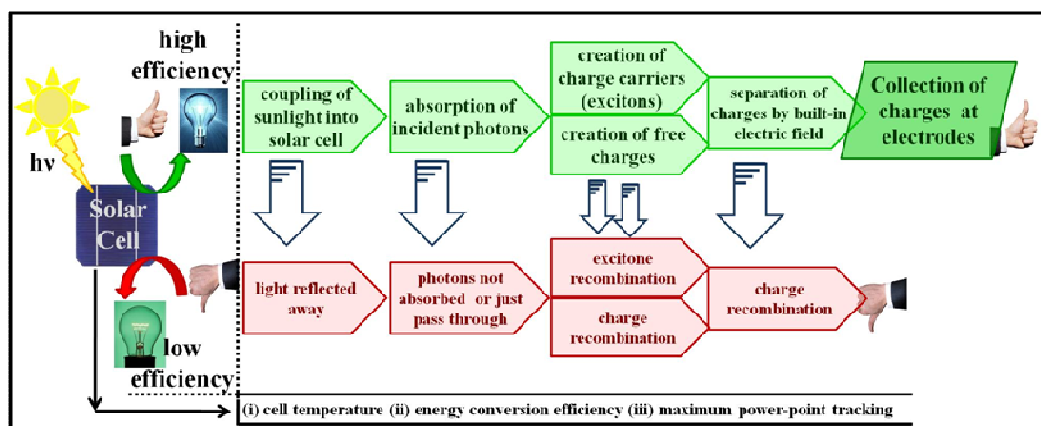 high
efficiency
hν
Solar
Cell
low
efficiency
coupling of
sunlight into
solar cell
absorption of
incident photons
creation of
charge carriers
(excitons)
creation of free
charges
separation of
charges by built-in
electric field
Collection of
charges at
electrodes
light reflected
away
photons not
absorbed or just
pass through
excitone
recombination
charge
recombination
charge
recombination
(i) cell temperature (ii) energy conversion efficiency (iii) maximum power-point tracking